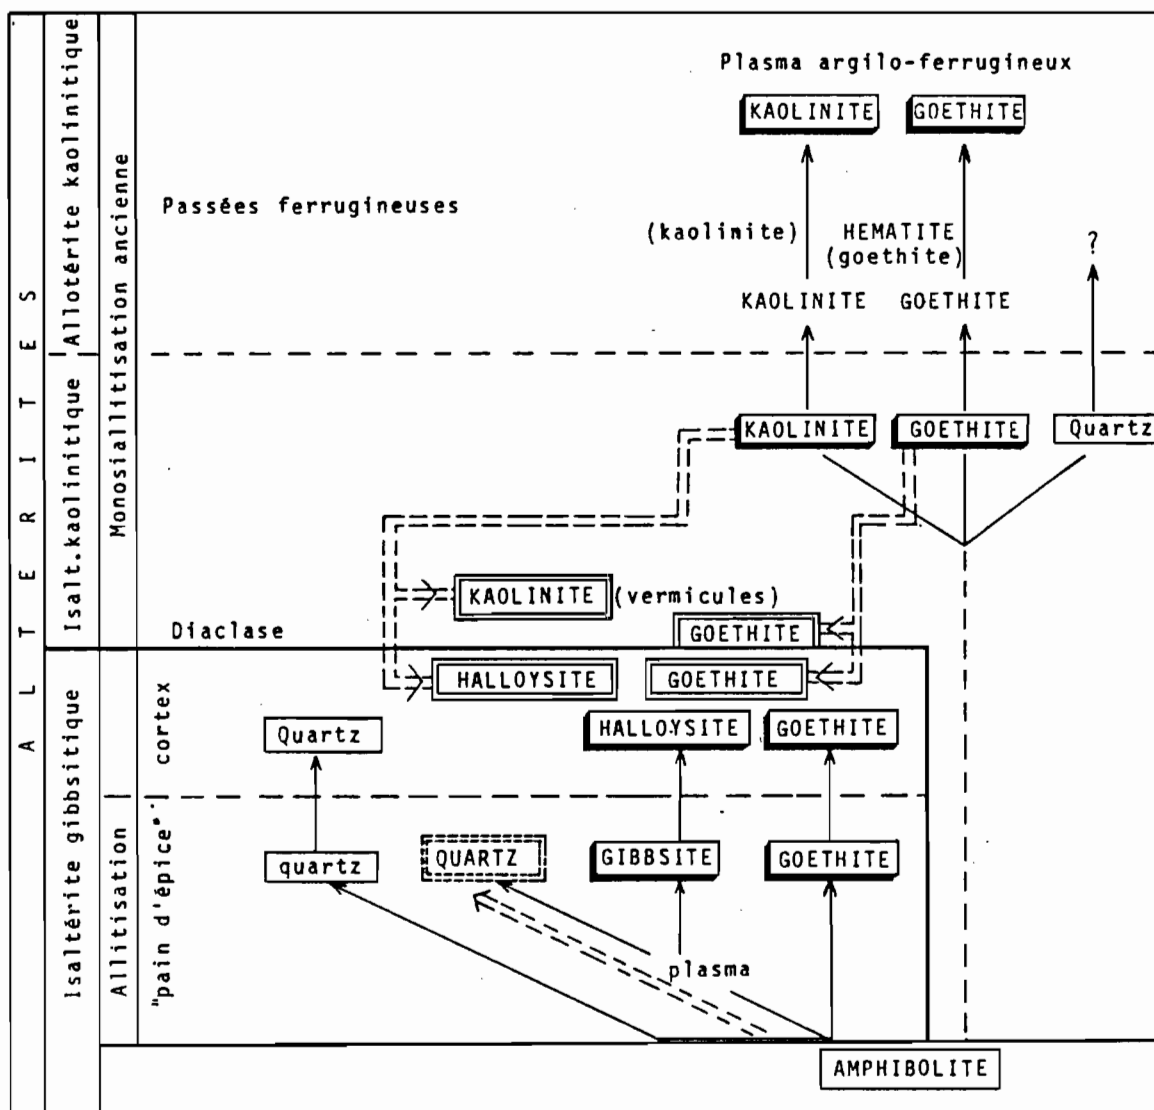 ALTERITES
Allotérite kaolinitique
Isalt.kaolinitique
Isaltérite gibbsitique
Monosiallitisation ancienne
Allitisation
cortex
"pain d'épice"
Plasma argilo-ferrugineux
KAOLINITE GOETHITE
Passées ferrugineuses
(kaolinite) HEMATITE ?
(goethite)
KAOLINITE GOETHITE
KAOLINITE GOETHITE Quartz
KAOLINITE (vermicules)
Diaclase GOETHITE
HALLOYSITE GOETHITE
Quartz HALLOYSITE GOETHITE
quartz QUARTZ GIBBSITE GOETHITE
plasma
AMPHIBOLITE